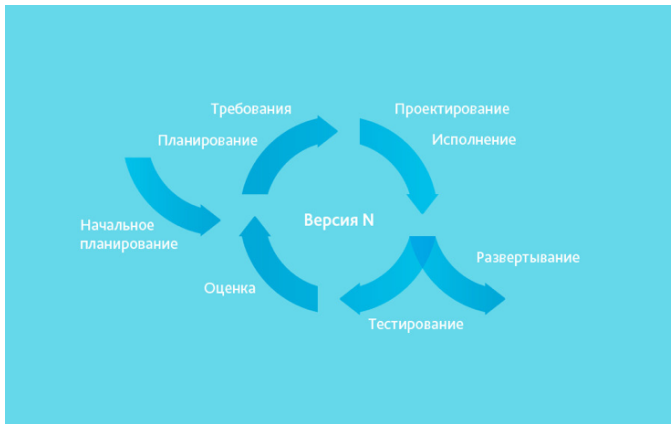 Требования
Планирование
Проектирование
Исполнение
Начальное
планирование
Версия N
Развертывание
Оценка
Тестирование